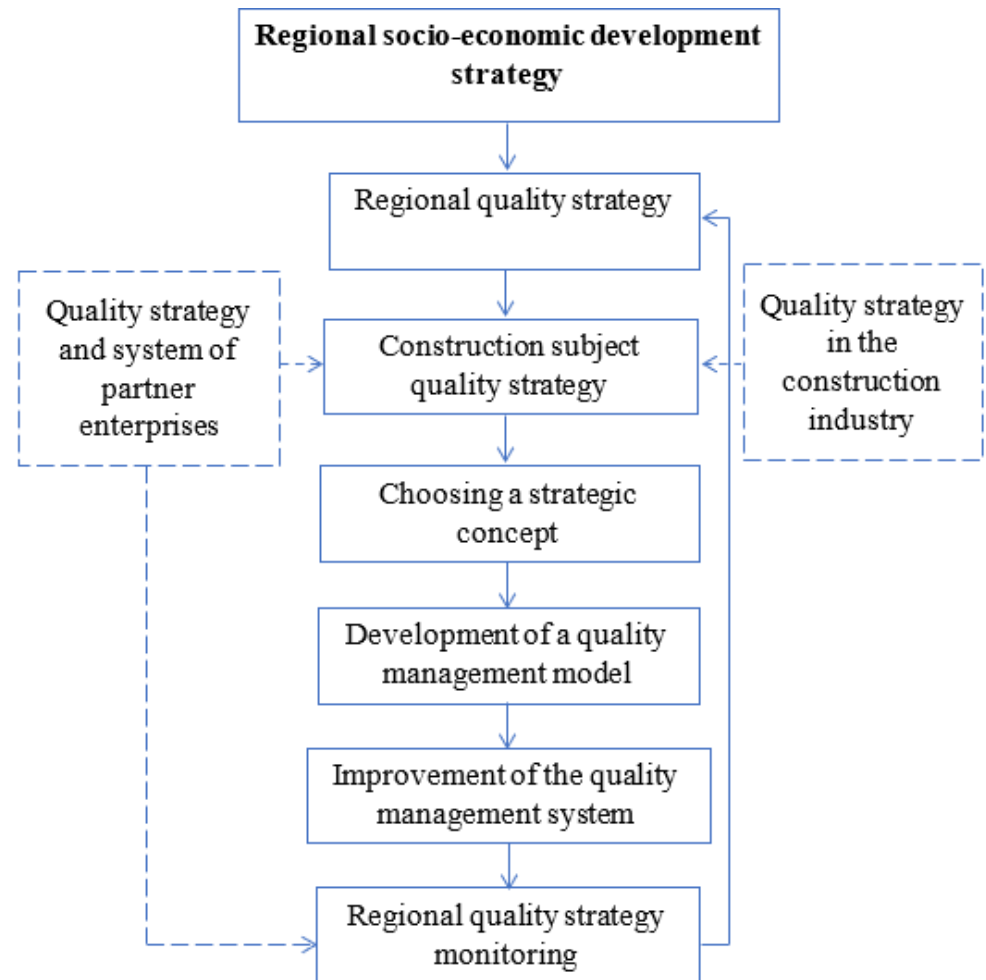 Regional socio-economic development
strategy
Regional quality strategy
Quality strategy
and system of
partner
enterprises
Construction subject
quality strategy
Quality strategy
in the
construction
industry
Choosing a strategic
concept
Development of a quality
management model
Improvement of the quality
management system
Regional quality strategy
monitoring